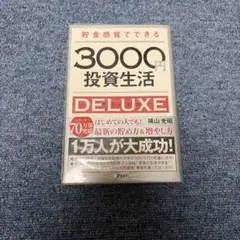 貯金感覚でできる
3000円
投資生活
DELUXE
70万部
はじめての人でも!
横山光昭
最新の貯め方&増やし方
1万人が大成功!